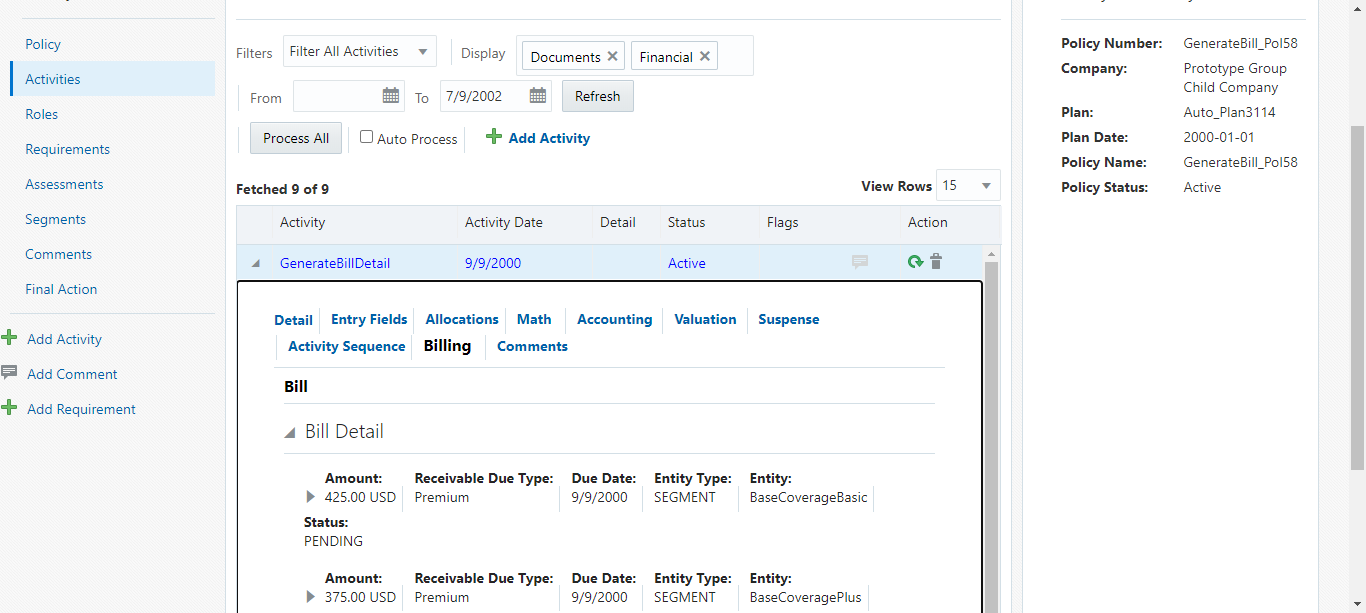 Policy
Activities
Roles
Requirements
Assessments
Segments
Comments
Final Action
Add Activity
Add Comment
Add Requirement
Filters Filter All Activities Display Documents Financial
From To 7/9/2002 Refresh
Process All Auto Process Add Activity
Fetched 9 of 9 View Rows 15
Activity Activity Date Detail Status Flags Action
GenerateBillDetail 9/9/2000 Active
Detail Entry Fields Allocations Math Accounting Valuation Suspense
Activity Sequence Billing Comments
Bill
Bill Detail
Amount: Receivable Due Type: Due Date: Entity Type: Entity:
425.00 USD Premium 9/9/2000 SEGMENT BaseCoverageBasic
Status:
PENDING
Amount: Receivable Due Type: Due Date: Entity Type: Entity:
375.00 USD Premium 9/9/2000 SEGMENT BaseCoveragePlus
Policy Number: GenerateBill_Pol58
Company: Prototype Group
Child Company
Plan: Auto_Plan3114
Plan Date: 2000-01-01
Policy Name: GenerateBill_Pol58
Policy Status: Active